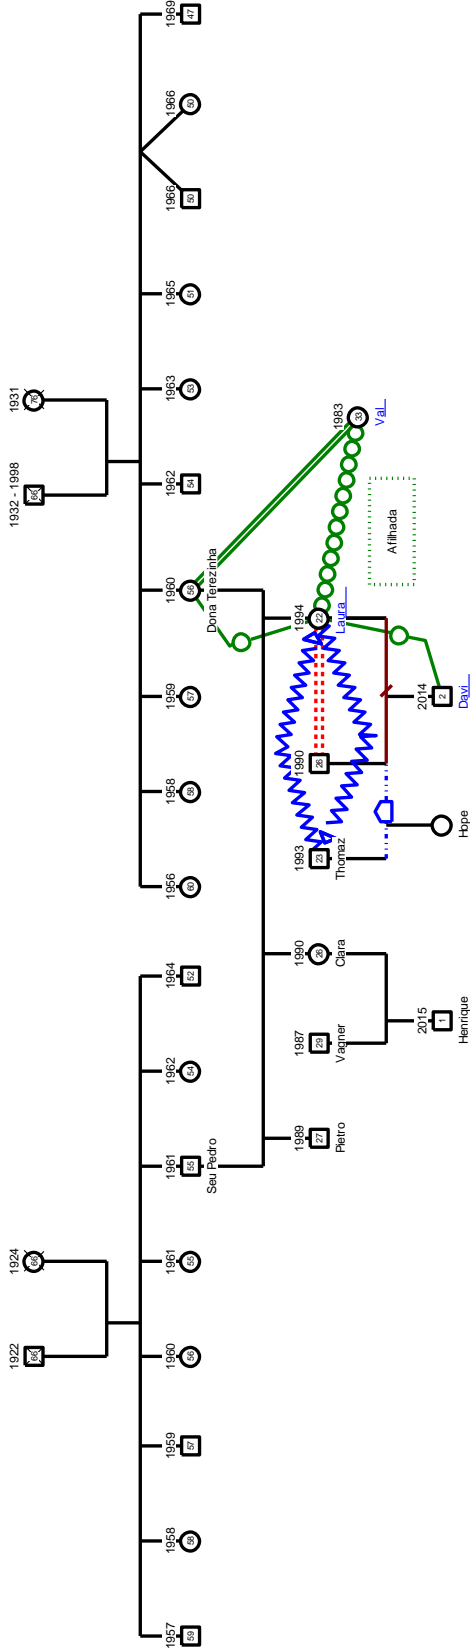 1922 1924 1932 - 1998 1931
66 66 66 76
1957 1958 1959 1960 1961 1961 1962 1964 1956 1958 1959 1960 1962 1963 1965 1966 1966 1969
59 58 57 56 55 55 54 52 60 58 57 56 54 53 51 50 50 47
Seu Pedro Dona Terezinha
1989 1987 1990 1993 1990 1994 1983
27 29 26 23 26 22 33
Pietro Vagner Clara Thomaz Laura Val
Afilhada
2015 2014
1 2
Henrique Hope Davi